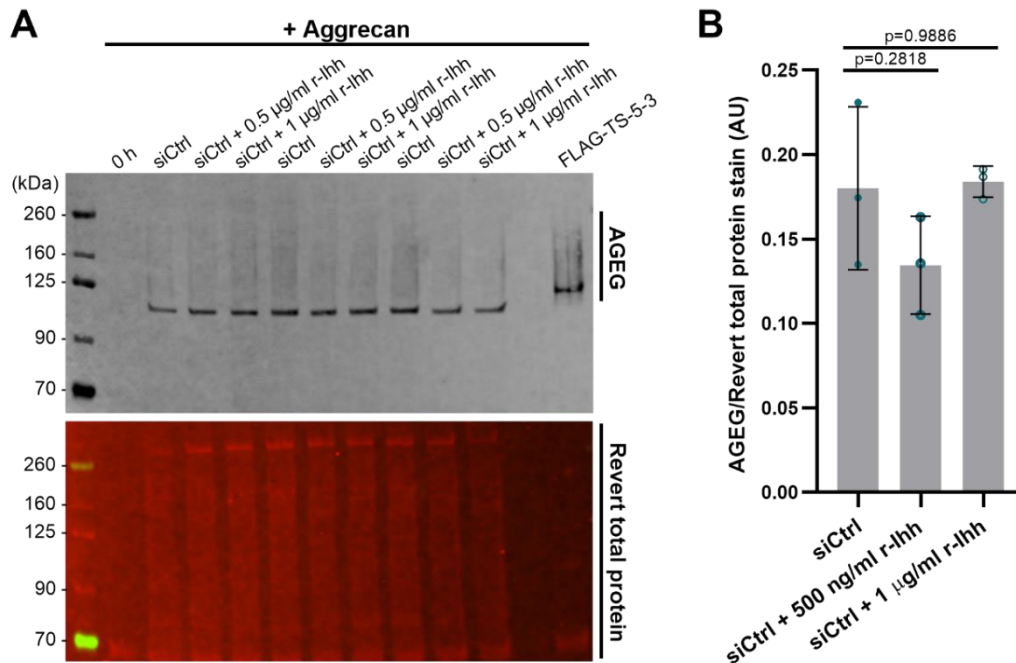 A
+ Aggrecan
0 h
siCtrl
siCtrl + 0.5 µg/ml r-Ihh
siCtrl + 1 µg/ml r-Ihh
siCtrl
siCtrl + 0.5 µg/ml r-Ihh
siCtrl + 1 µg/ml r-Ihh
siCtrl
siCtrl + 0.5 µg/ml r-Ihh
siCtrl + 1 µg/ml r-Ihh
FLAG-TS-5-3
(kDa)
260
160
125
90
70
AGEG
260
160
125
90
70
Revert total protein
B
p=0.9886
p=0.2818
AGEG/Revert total protein stain (AU)
0.25
0.20
0.15
0.10
0.05
0.00
siCtrl
siCtrl + 500 ng/ml r-Ihh
siCtrl + 1 µg/ml r-Ihh